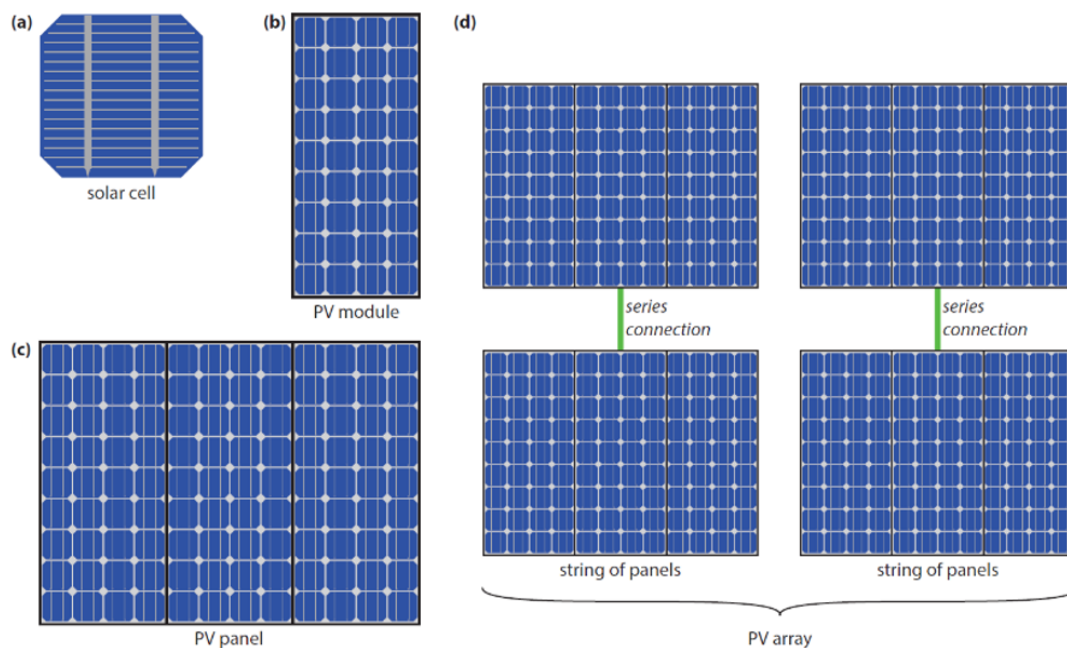 (a)
solar cell
(b)
PV module
(c)
PV panel
(d)
series
connection
series
connection
string of panels
string of panels
PV array